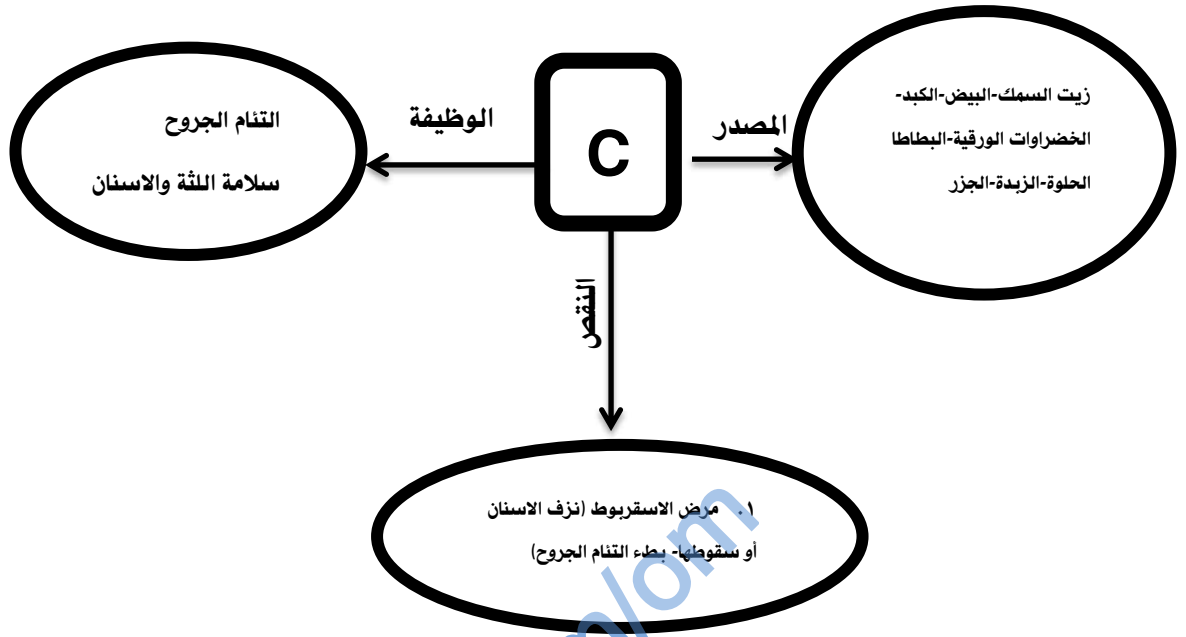 زيت السمك-البيض-الكبد-
الخضراوات الورقية-البطاطا
الحلوة-الزبدة-الجزر
المصدر
C
الوظيفة
التئام الجروح
سلامة اللثة والاسنان
النقص
١. مرض الاسقربوط (نزف الاسنان
أو سقوطها- بطء التئام الجروح)
m/om